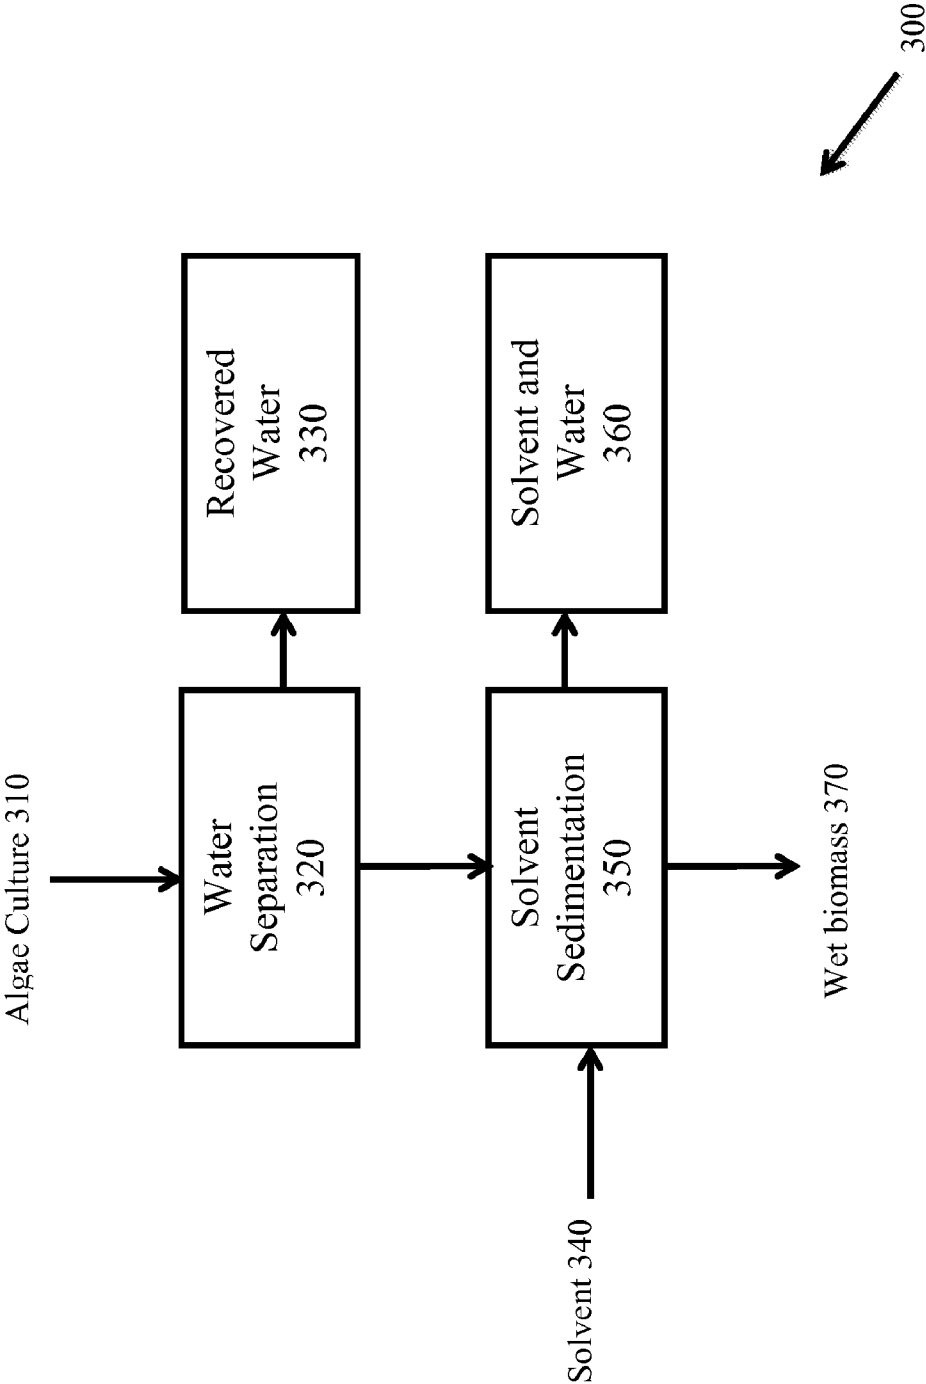 300
Algae Culture 310
Water
Separation
320
Recovered
Water
330
Solvent 340
Solvent
Sedimentation
350
Solvent and
Water
360
Wet biomass 370